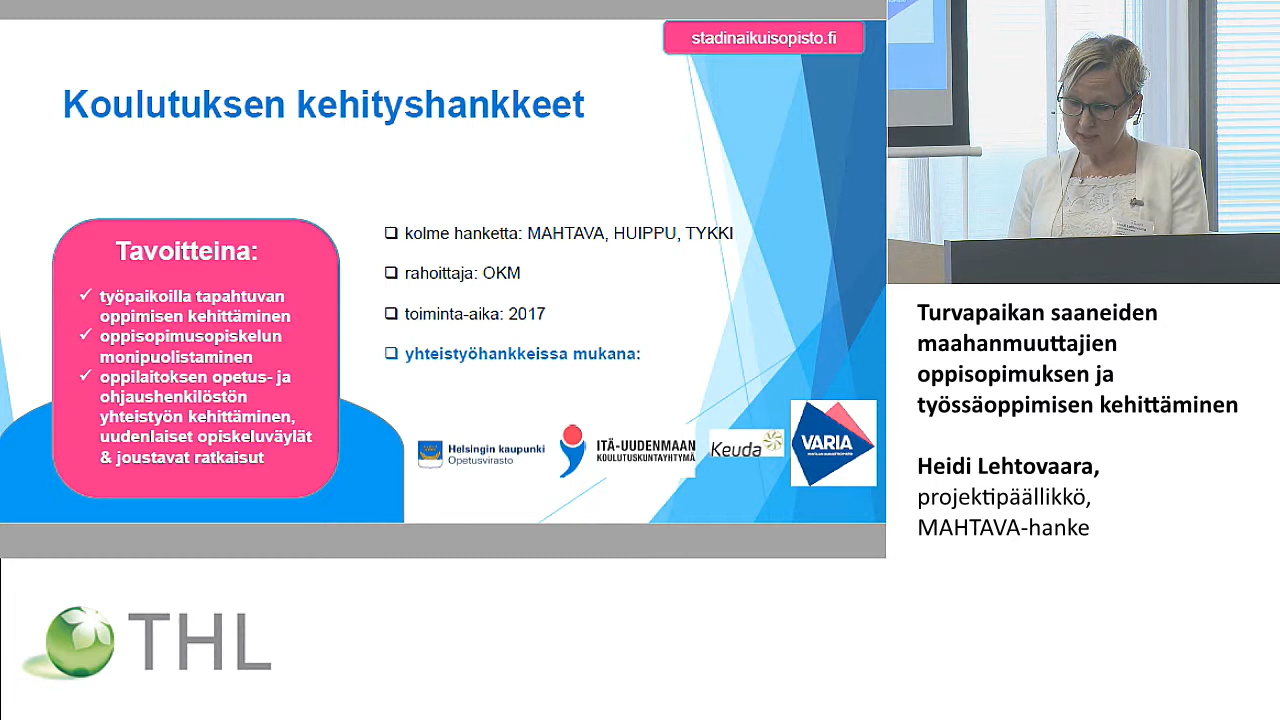 stadinaikuisopisto.fi
Koulutuksen kehityshankkeet
Tavoitteina:
✓ työpaikoilla tapahtuvan
oppimisen kehittäminen
✓ oppisopimusopiskelun
monipuolistaminen
✓ oppilaitoksen opetus- ja
ohjaushenkilöstön
yhteistyön kehittäminen,
uudenlaiset opiskeluväylät
& joustavat ratkaisut
❑ kolme hanketta: MAHTAVA, HUIPPU, TYKKI
❑ rahoittaja: OKM
❑ toiminta-aika: 2017
❑ yhteistyöhankkeissa mukana:
Helsingin kaupunki
Opetusvirasto
ITÄ-UUDENMAAN
KOULUTUSKUNTAYHTYMÄ
Keuda
VARIA
Turvapaikan saaneiden
maahanmuuttajien
oppisopimuksen ja
työssäoppimisen kehittäminen
Heidi Lehtovaara,
projektipäällikkö,
MAHTAVA-hanke
THL